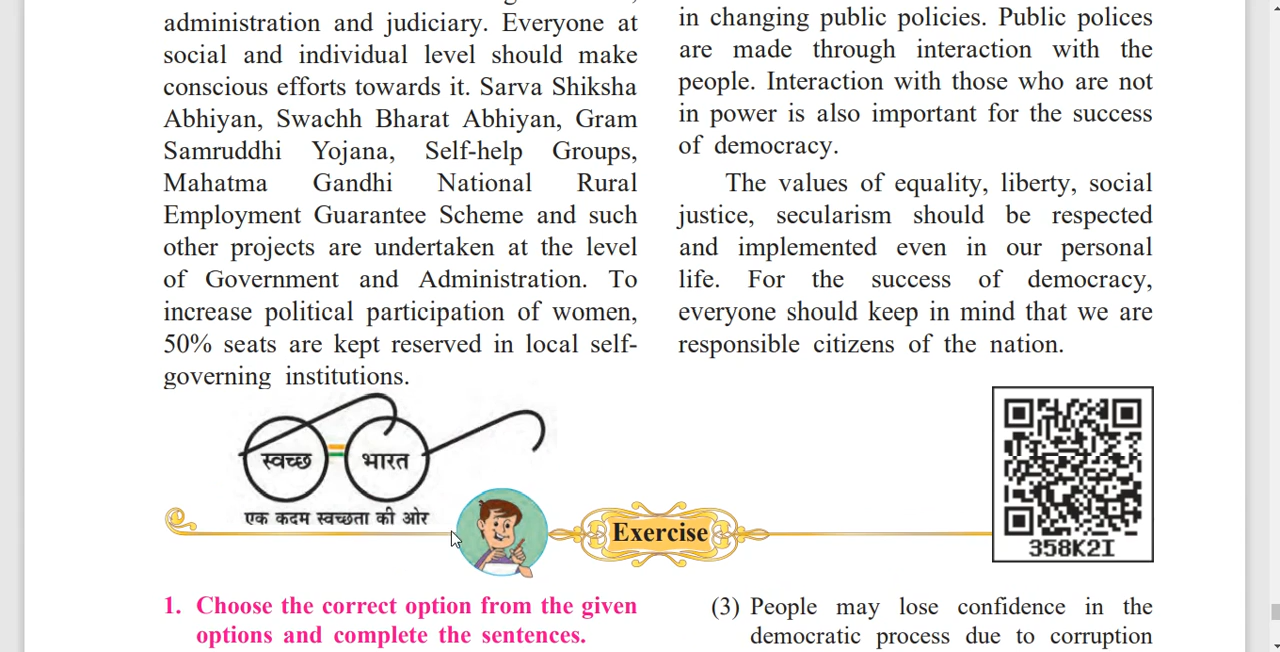 administration and judiciary. Everyone at
social and individual level should make
conscious efforts towards it. Sarva Shiksha
Abhiyan, Swachh Bharat Abhiyan, Gram
Samruddhi Yojana, Self-help Groups,
Mahatma Gandhi National Rural
Employment Guarantee Scheme and such
other projects are undertaken at the level
of Government and Administration. To
increase political participation of women,
50% seats are kept reserved in local self-
governing institutions.
in changing public policies. Public polices
are made through interaction with the
people. Interaction with those who are not
in power is also important for the success
of democracy.
The values of equality, liberty, social
justice, secularism should be respected
and implemented even in our personal
life. For the success of democracy,
everyone should keep in mind that we are
responsible citizens of the nation.
स्वच्छ भारत
एक कदम स्वच्छता की ओर
Exercise
358K2I
1. Choose the correct option from the given
options and complete the sentences.
(3) People may lose confidence in the
democratic process due to corruption